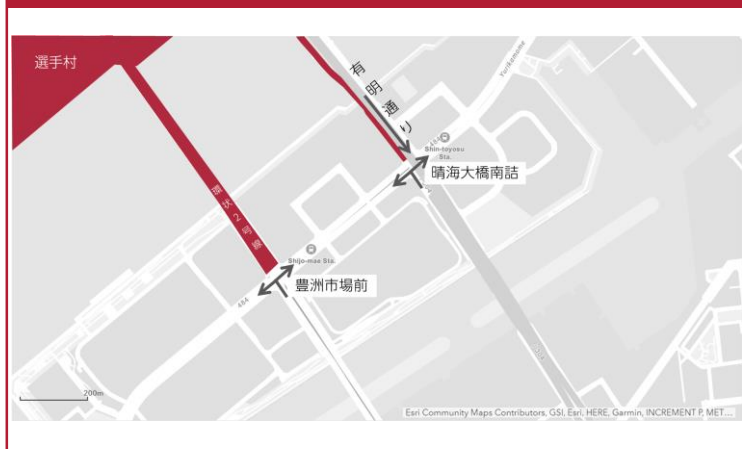 選手村
Yurikamome
有明通り
484
Shin-toyosu
Sta.
晴海大橋南詰
環状2号線
Shijo-mae Sta.
豊洲市場前
484
200m
Esri Community Maps Contributors, GSI, Esri, HERE, Garmin, INCREMENT P, MET...